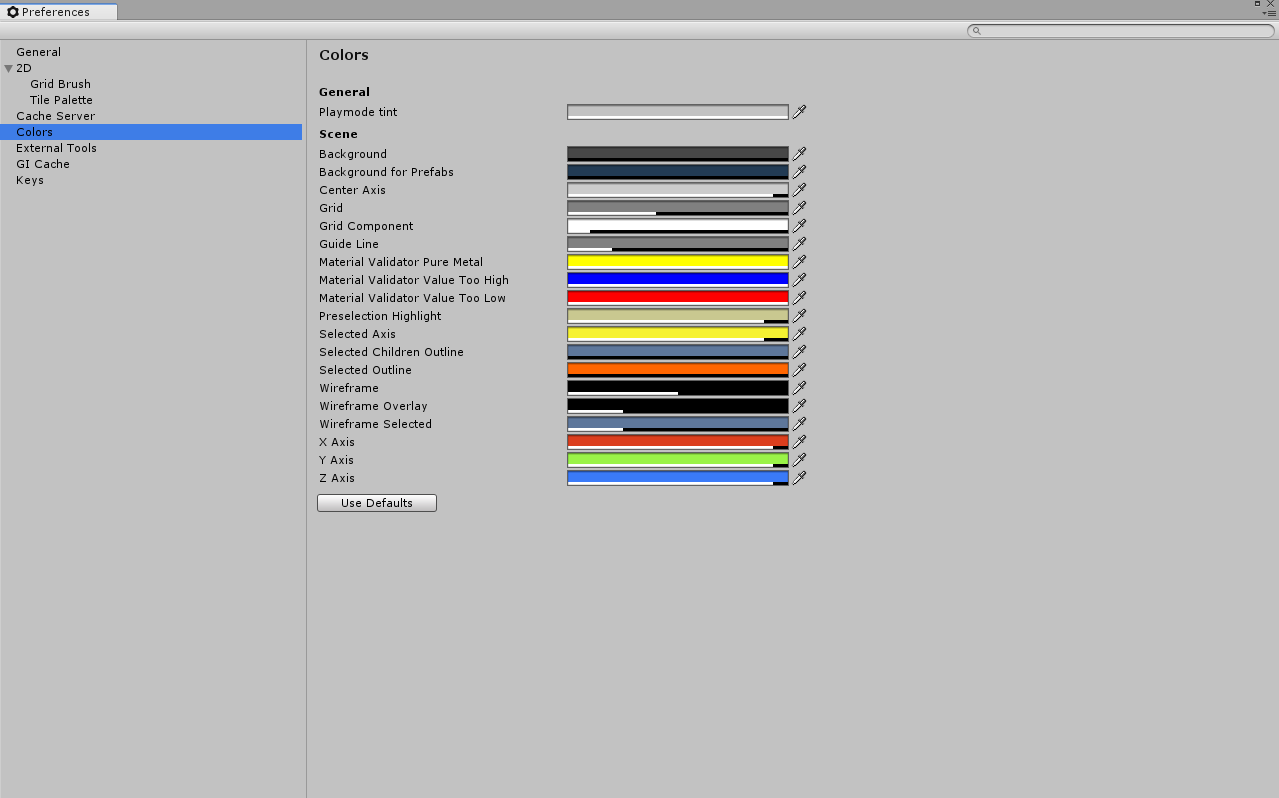 Preferences
General
2D
Grid Brush
Tile Palette
Cache Server
Colors
External Tools
GI Cache
Keys
Colors
General
Playmode tint
Scene
Background
Background for Prefabs
Center Axis
Grid
Grid Component
Guide Line
Material Validator Pure Metal
Material Validator Value Too High
Material Validator Value Too Low
Preselection Highlight
Selected Axis
Selected Children Outline
Selected Outline
Wireframe
Wireframe Overlay
Wireframe Selected
X Axis
Y Axis
Z Axis
Use Defaults